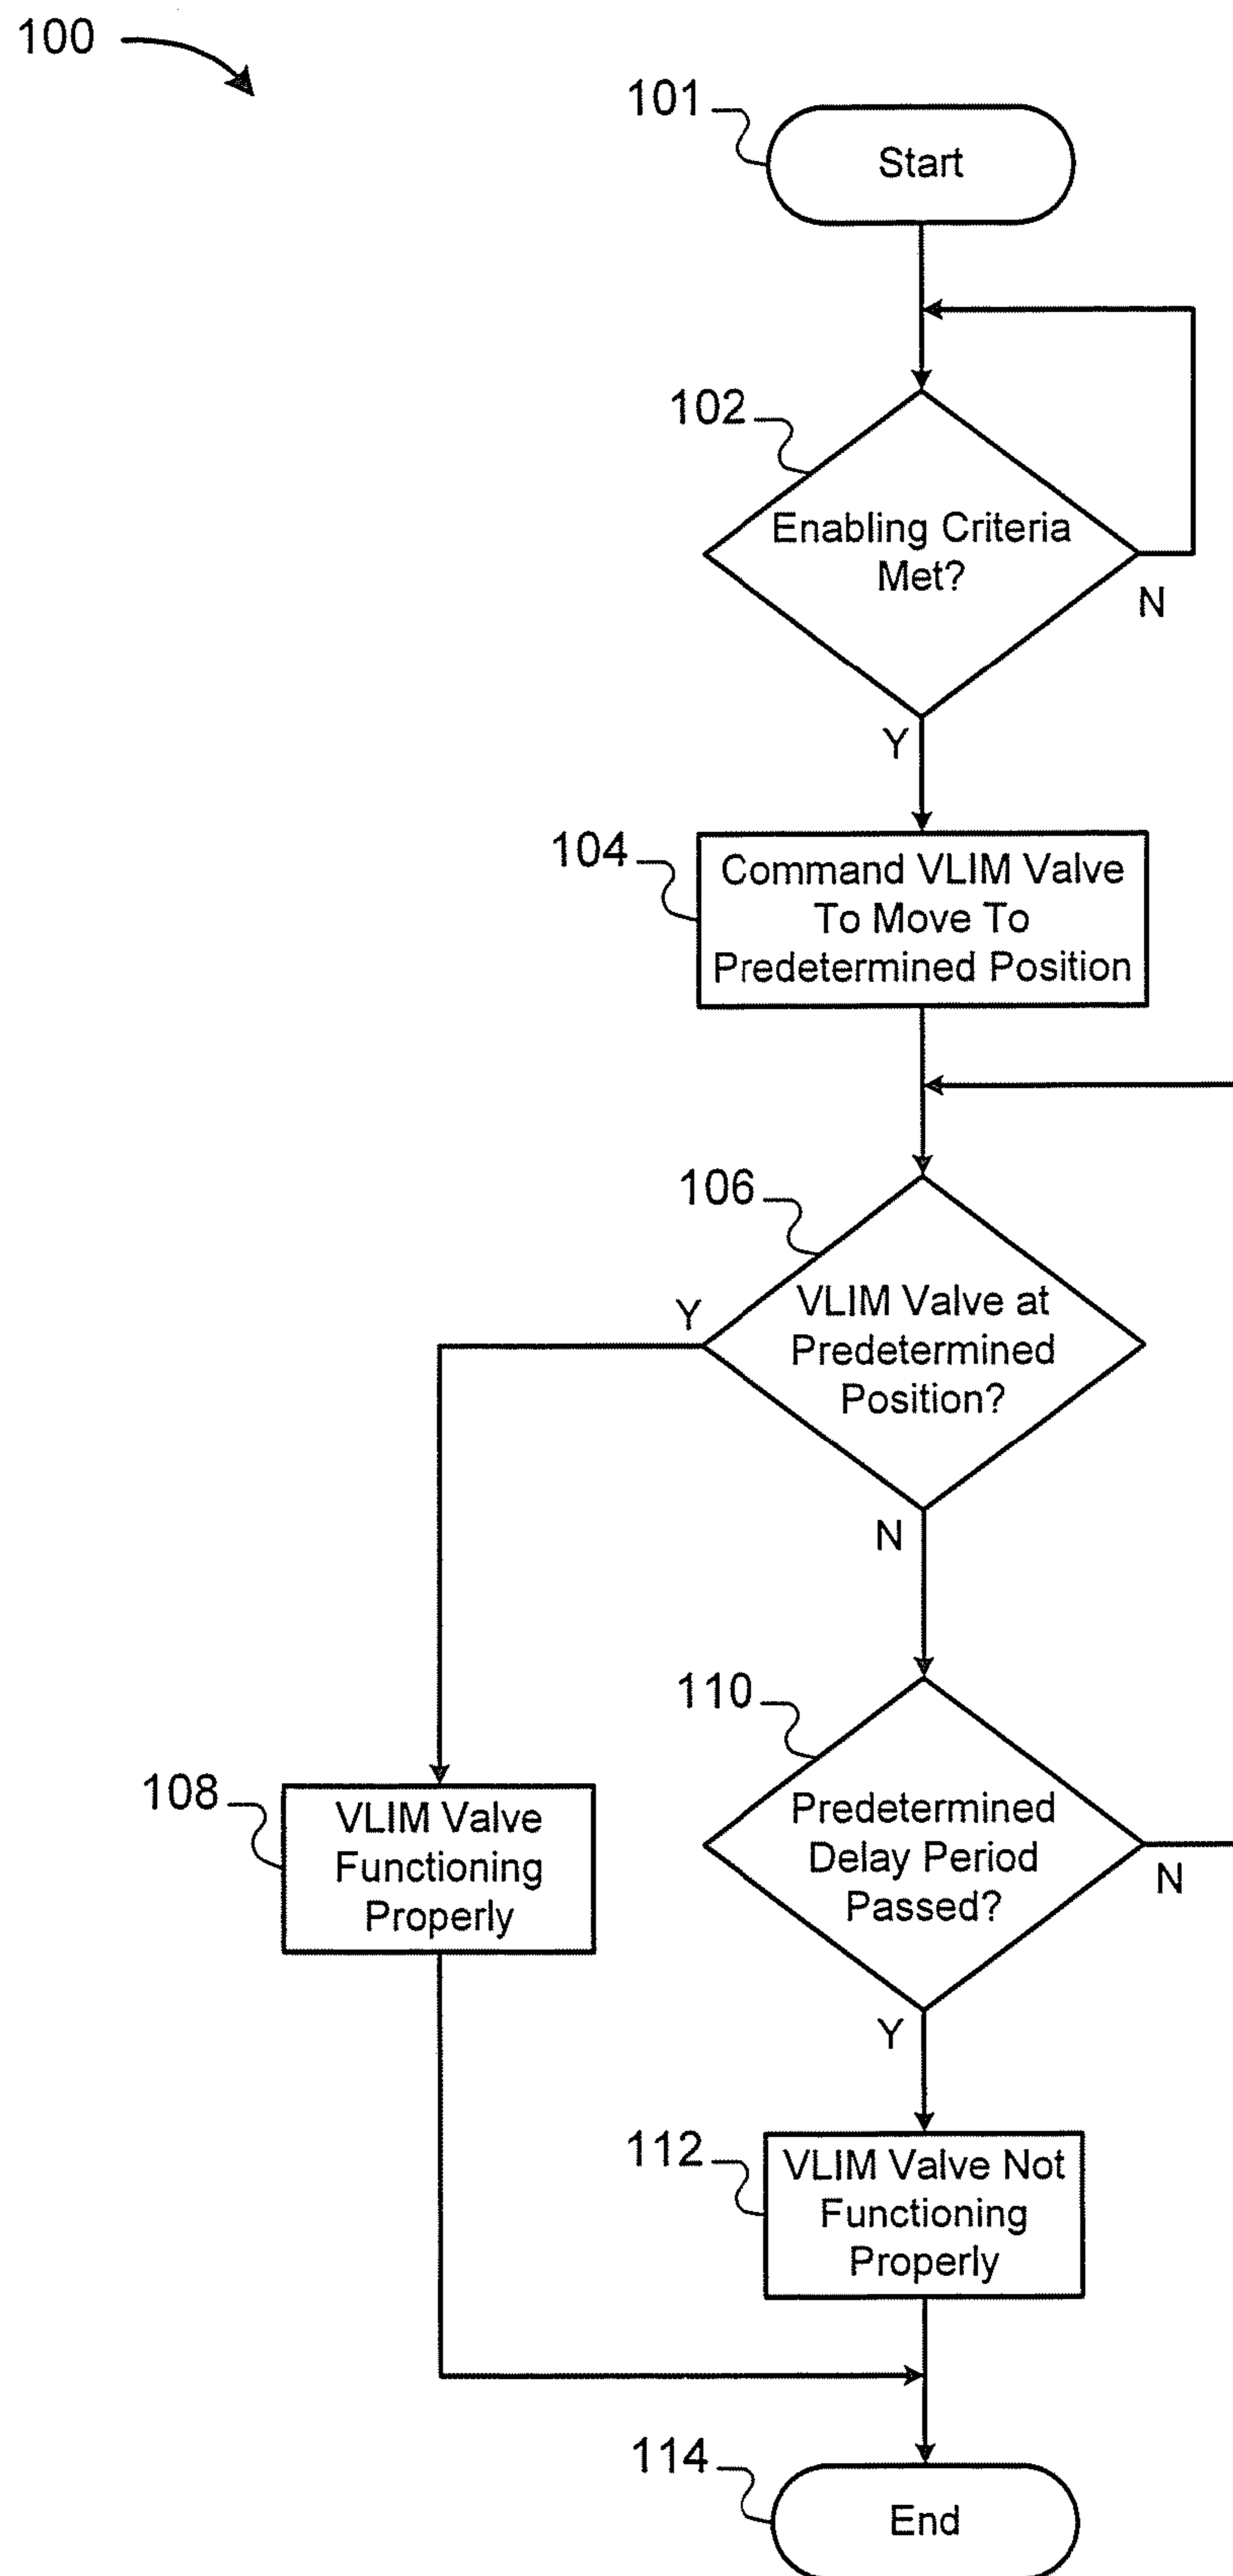 100
101
Start
102
Enabling Criteria
Met?
N
Y
104
Command VLIM Valve
To Move To
Predetermined Position
106
VLIM Valve at
Predetermined
Position?
Y
N
110
Predetermined
Delay Period
Passed?
N
108
VLIM Valve
Functioning
Properly
Y
112
VLIM Valve Not
Functioning
Properly
114
End